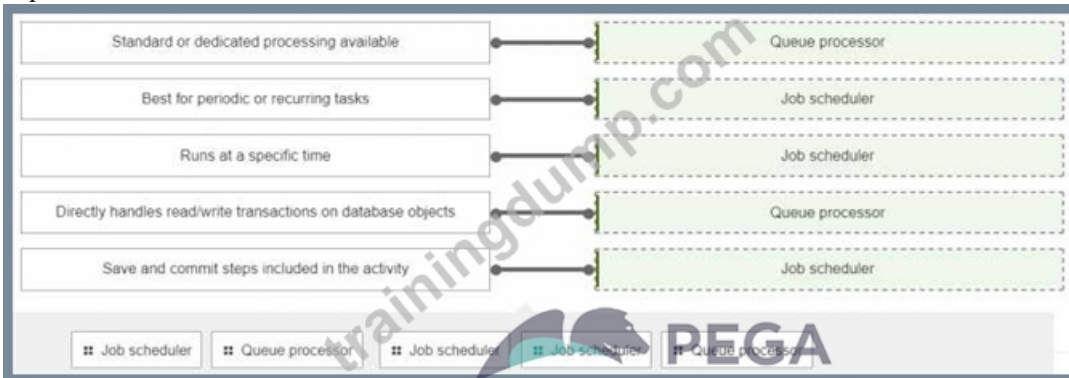 Standard or dedicated processing available
Queue processor
Best for periodic or recurring tasks
Job scheduler
Runs at a specific time
Job scheduler
Directly handles read/write transactions on database objects
Queue processor
Save and commit steps included in the activity
Job scheduler
Job scheduler
Queue processor
Job scheduler
Job scheduler
Queue processor
PEGA
trainingdump.com